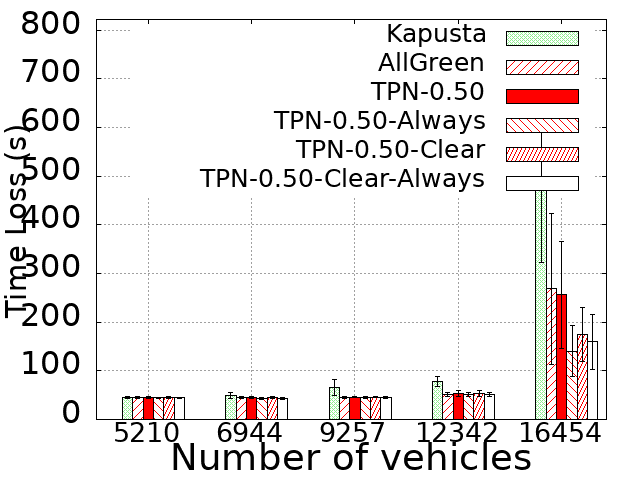 800
700
600
500
400
300
200
100
0
Time Loss (s)
Kapusta
AllGreen
TPN-0.50
TPN-0.50-Always
TPN-0.50-Clear
TPN-0.50-Clear-Always
5210 6944 9257 12342 16454
Number of vehicles